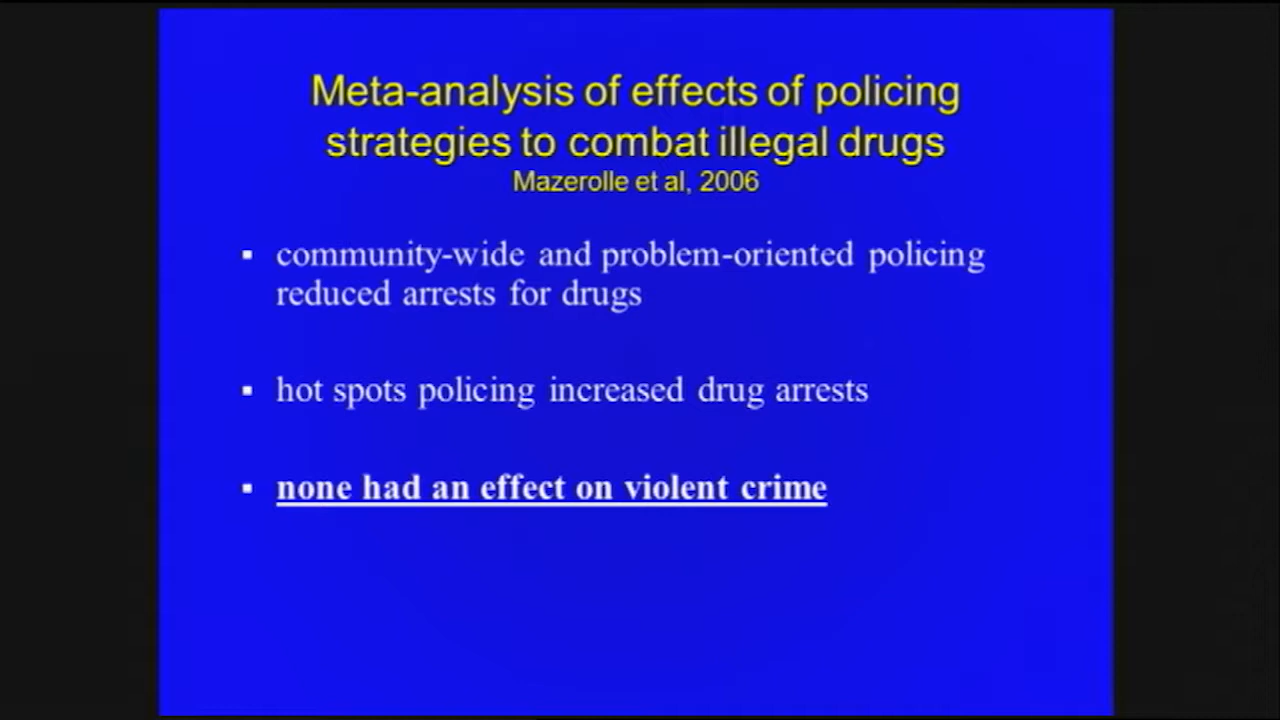 Meta-analysis of effects of policing
strategies to combat illegal drugs
Mazerolle et al, 2006
▪ community-wide and problem-oriented policing
reduced arrests for drugs
▪ hot spots policing increased drug arrests
▪ none had an effect on violent crime